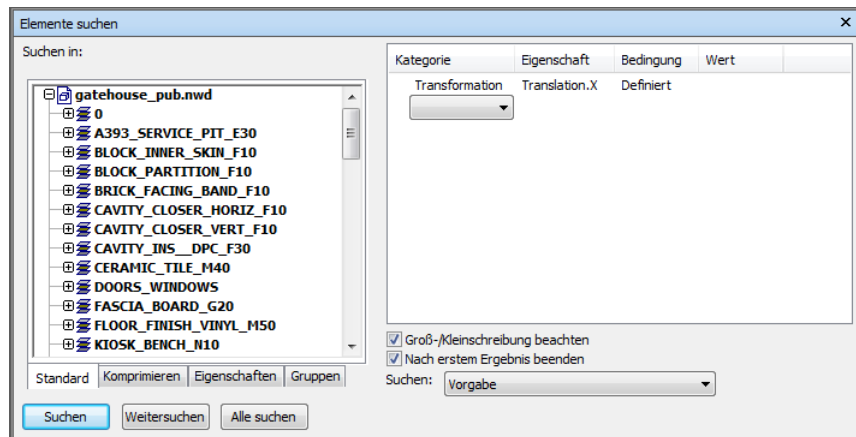 Elemente suchen
Suchen in:
gatehouse_pub.nwd
0
A393_SERVICE_PIT_E30
BLOCK_INNER_SKIN_F10
BLOCK_PARTITION_F10
BRICK_FACING_BAND_F10
CAVITY_CLOSER_HORIZ_F10
CAVITY_CLOSER_VERT_F10
CAVITY_INS__DPC_F30
CERAMIC_TILE_M40
DOORS_WINDOWS
FASCIA_BOARD_G20
FLOOR_FINISH_VINYL_M50
KIOSK_BENCH_N10
Standard Komprimieren Eigenschaften Gruppen
Suchen Weitersuchen Alle suchen
Kategorie Eigenschaft Bedingung Wert
Transformation Translation.X Definiert
Groß-/Kleinschreibung beachten
Nach erstem Ergebnis beenden
Suchen: Vorgabe